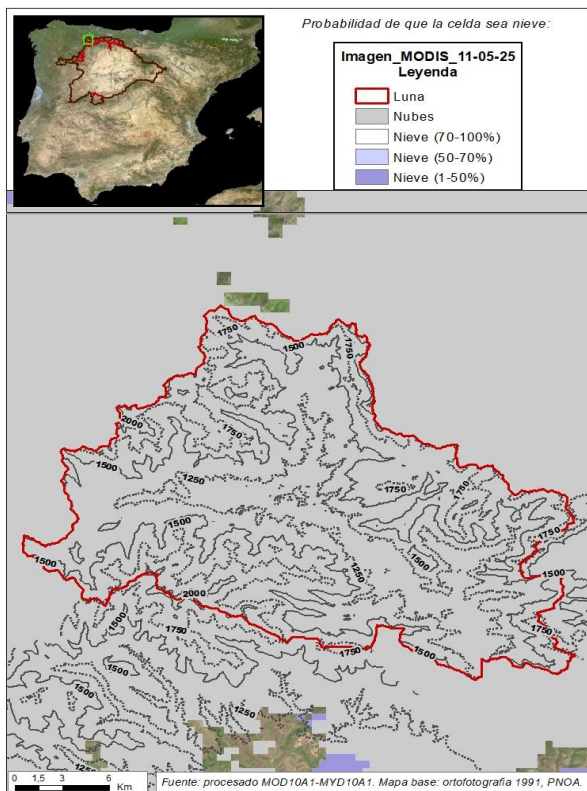 Probabilidad de que la celda sea nieve:
Imagen_MODIS_11-05-25
Leyenda
Luna
Nubes
Nieve (70-100%)
Nieve (50-70%)
Nieve (1-50%)
1750
1500
1750
2000
1750
1500
1250
1750
1750
1500
1250
1500
1750
1500
1500
2000
1500
1750
1750
1500
1750
1500
1500
1250
0 1,5 3 6
Km
Fuente: procesado MOD10A1-MYD10A1. Mapa base: ortofotografia 1991, PNOA.